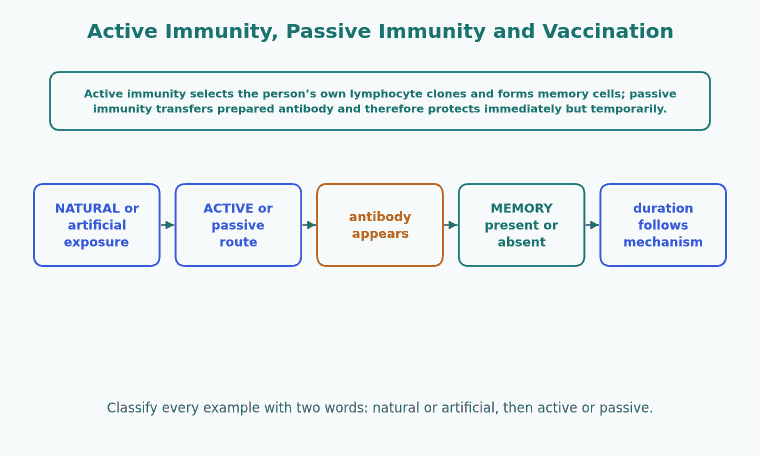 Active Immunity, Passive Immunity and Vaccination
Active immunity selects the person’s own lymphocyte clones and forms memory cells; passive
immunity transfers prepared antibody and therefore protects immediately but temporarily.
NATURAL or
artificial
exposure
ACTIVE or
passive
route
antibody
appears
MEMORY
present or
absent
duration
follows
mechanism
Classify every example with two words: natural or artificial, then active or passive.